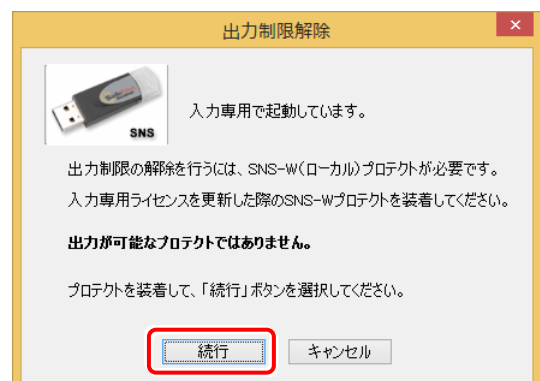 出力制限解除
SNS
入力専用で起動しています。
出力制限の解除を行うには、SNS-W(ローカル)プロテクトが必要です。
入力専用ライセンスを更新した際のSNS-Wプロテクトを装着してください。
出力が可能なプロテクトではありません。
プロテクトを装着して、「続行」ボタンを選択してください。
続行
キャンセル